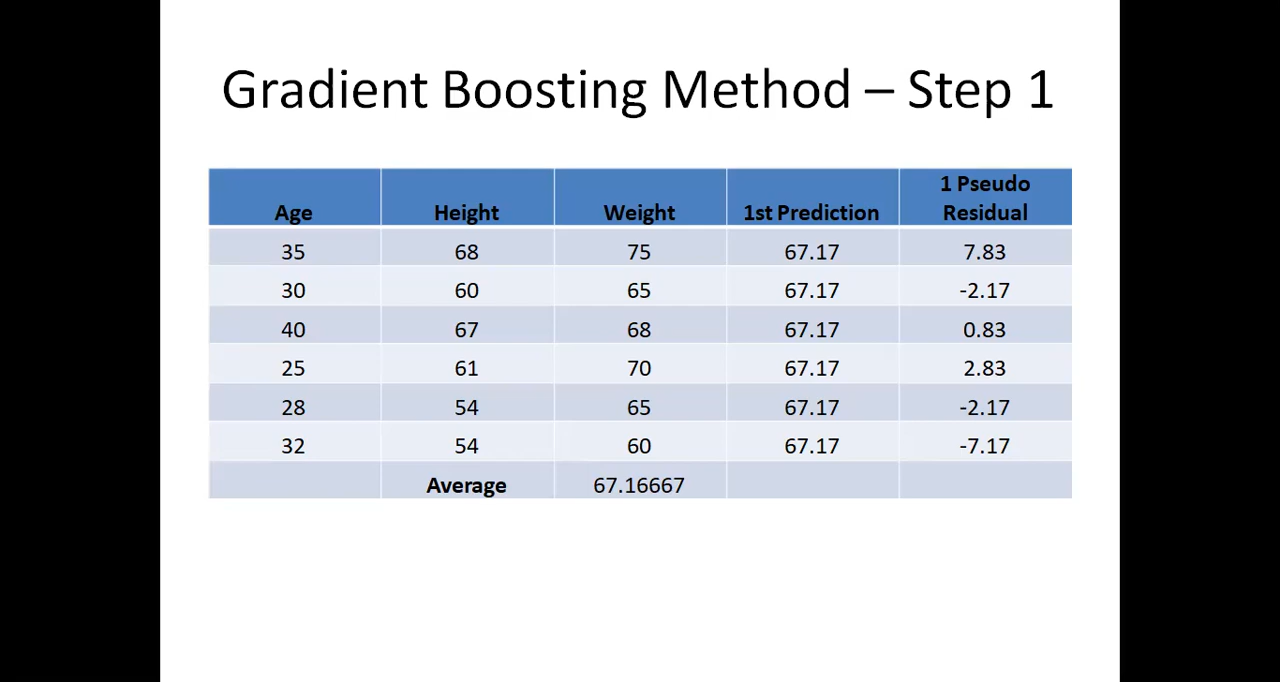 Gradient Boosting Method – Step 1
Age Height Weight 1st Prediction 1 Pseudo Residual
35 68 75 67.17 7.83
30 60 65 67.17 -2.17
40 67 68 67.17 0.83
25 61 70 67.17 2.83
28 54 65 67.17 -2.17
32 54 60 67.17 -7.17
Average 67.16667